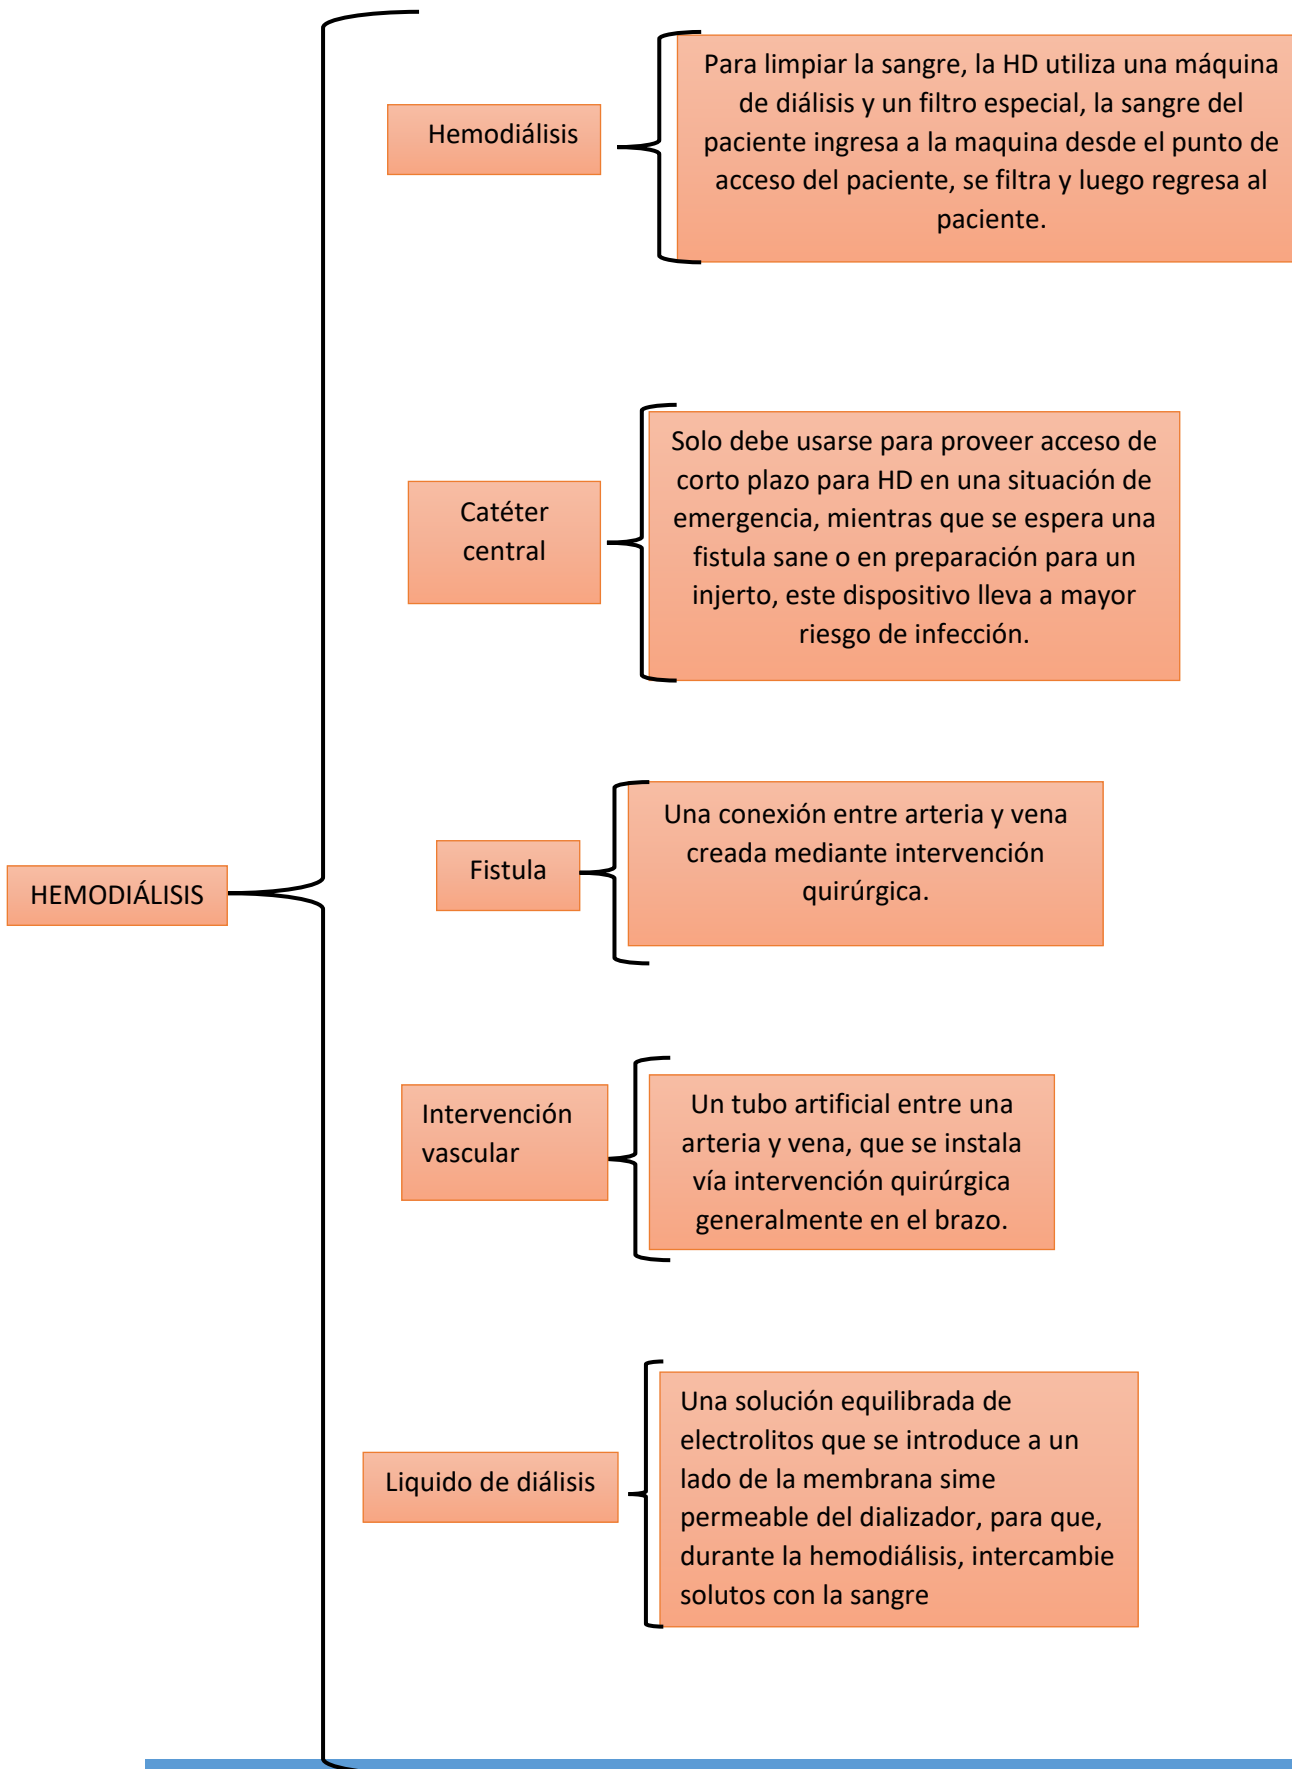 Hemodiálisis
Para limpiar la sangre, la HD utiliza una máquina
de diálisis y un filtro especial, la sangre del
paciente ingresa a la maquina desde el punto de
acceso del paciente, se filtra y luego regresa al
paciente.
Catéter
central
Solo debe usarse para proveer acceso de
corto plazo para HD en una situación de
emergencia, mientras que se espera una
fistula sane o en preparación para un
injerto, este dispositivo lleva a mayor
riesgo de infección.
HEMODIÁLISIS
Fistula
Una conexión entre arteria y vena
creada mediante intervención
quirúrgica.
Intervención
vascular
Un tubo artificial entre una
arteria y vena, que se instala
vía intervención quirúrgica
generalmente en el brazo.
Liquido de diálisis
Una solución equilibrada de
electrolitos que se introduce a un
lado de la membrana sime
permeable del dializador, para que,
durante la hemodiálisis, intercambie
solutos con la sangre